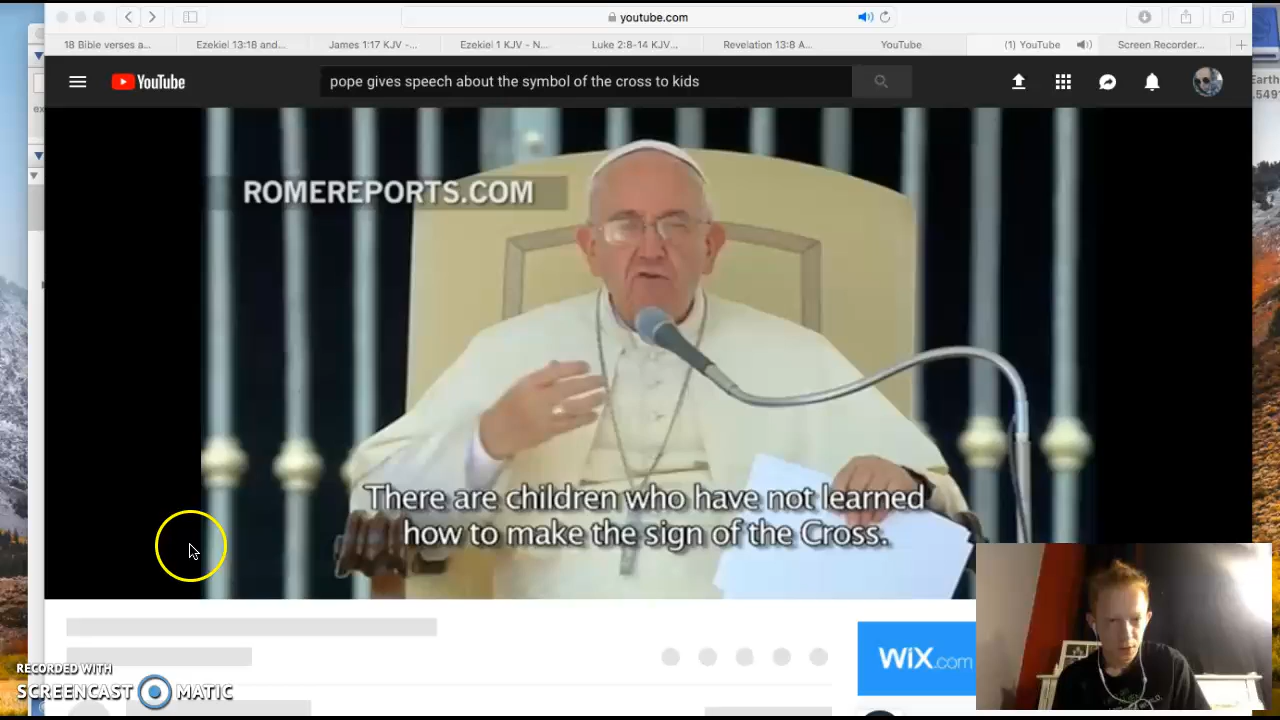 youtube.com
18 Bible verses a...
Ezekiel 13:18 and...
James 1:17 KJV -...
Ezekiel 1 KJV - N...
Luke 2:8-14 KJV...
Revelation 13:8 A...
YouTube
(1) YouTube
Screen Recorder...
Earth
YouTube
pope gives speech about the symbol of the cross to kids
ROMEREPORTS.COM
There are children who have not learned
how to make the sign of the Cross.
WiX.com
RECORDED WITH
SCREENCAST MATIC